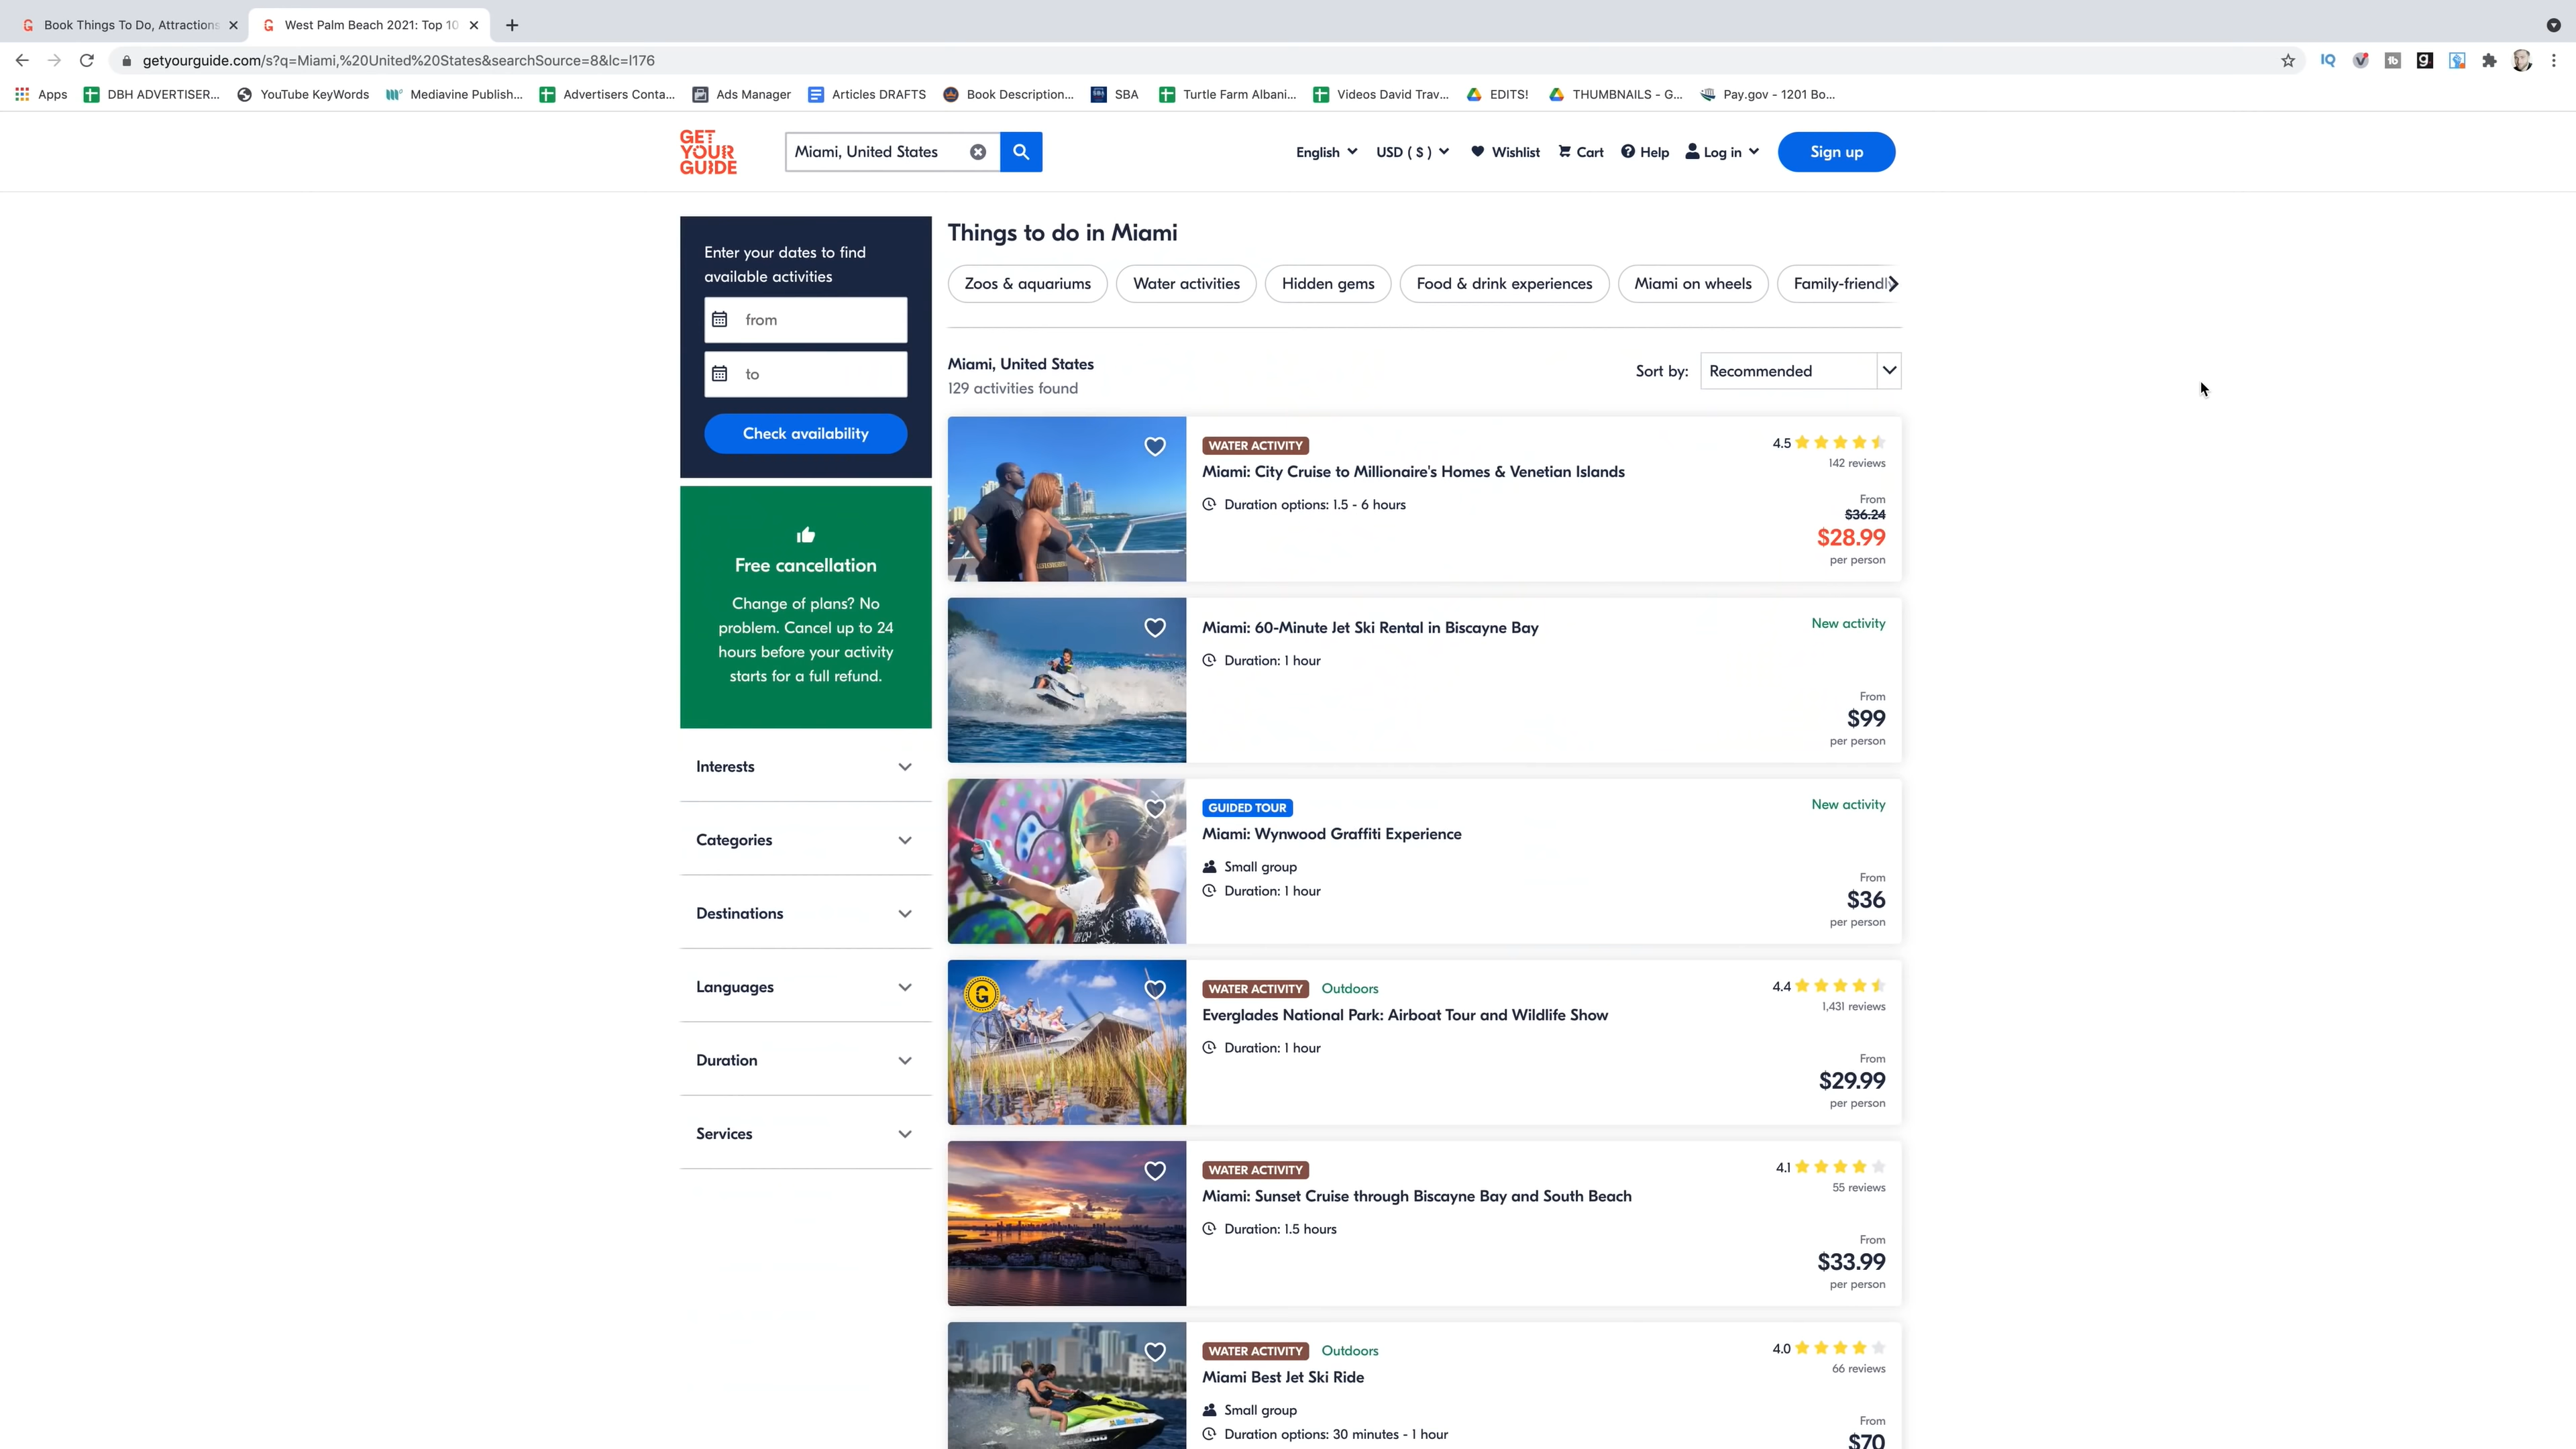 Book Things To Do, Attractions
West Palm Beach 2021: Top 10
getyourguide.com/s?q=Miami,%20United%20States&searchSource=8&lc=l176
IQ
Apps
DBH ADVERTISER...
YouTube KeyWords
Mediavine Publish...
Advertisers Conta...
Ads Manager
Articles DRAFTS
Book Description...
SBA
Turtle Farm Albani...
Videos David Trav...
EDITS!
THUMBNAILS - G...
Pay.gov - 1201 Bo...
GET
YOUR
GUIDE
Miami, United States
English
USD ( $ )
Wishlist
Cart
Help
Log in
Sign up
Enter your dates to find
available activities
from
to
Check availability
Free cancellation
Change of plans? No
problem. Cancel up to 24
hours before your activity
starts for a full refund.
Interests
Categories
Destinations
Languages
Duration
Services
Things to do in Miami
Zoos & aquariums
Water activities
Hidden gems
Food & drink experiences
Miami on wheels
Family-friendly
Miami, United States
129 activities found
Sort by:
Recommended
WATER ACTIVITY
Miami: City Cruise to Millionaire's Homes & Venetian Islands
Duration options: 1.5 - 6 hours
4.5
142 reviews
From
$36.24
$28.99
per person
Miami: 60-Minute Jet Ski Rental in Biscayne Bay
Duration: 1 hour
New activity
From
$99
per person
GUIDED TOUR
Miami: Wynwood Graffiti Experience
Small group
Duration: 1 hour
New activity
From
$36
per person
G
WATER ACTIVITY
Outdoors
Everglades National Park: Airboat Tour and Wildlife Show
Duration: 1 hour
4.4
1,431 reviews
From
$29.99
per person
WATER ACTIVITY
Miami: Sunset Cruise through Biscayne Bay and South Beach
Duration: 1.5 hours
4.1
55 reviews
From
$33.99
per person
WATER ACTIVITY
Outdoors
Miami Best Jet Ski Ride
Small group
Duration options: 30 minutes - 1 hour
4.0
66 reviews
From
$70